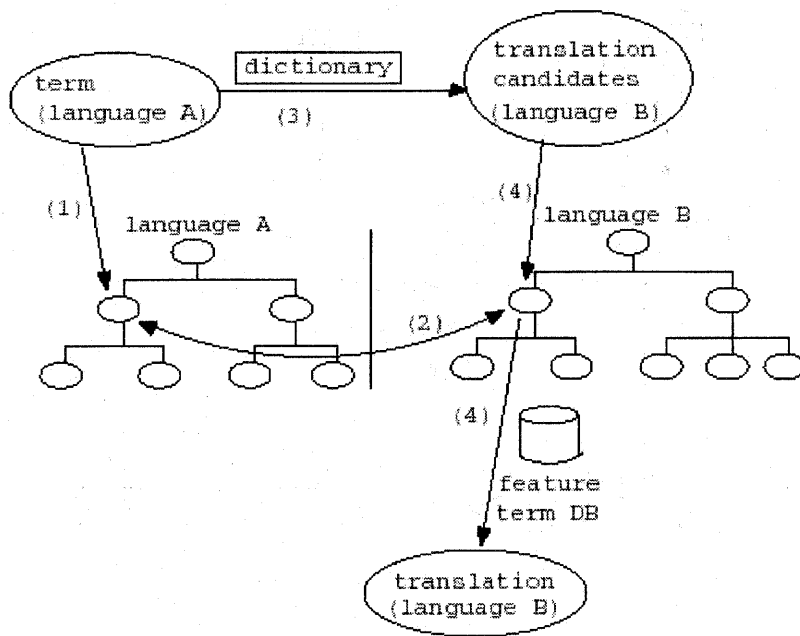 term
(language A)
dictionary
(3)
translation
candidates
(language B)
(1)
(4)
language A
language B
(2)
(4)
feature
term DB
translation
(language B)